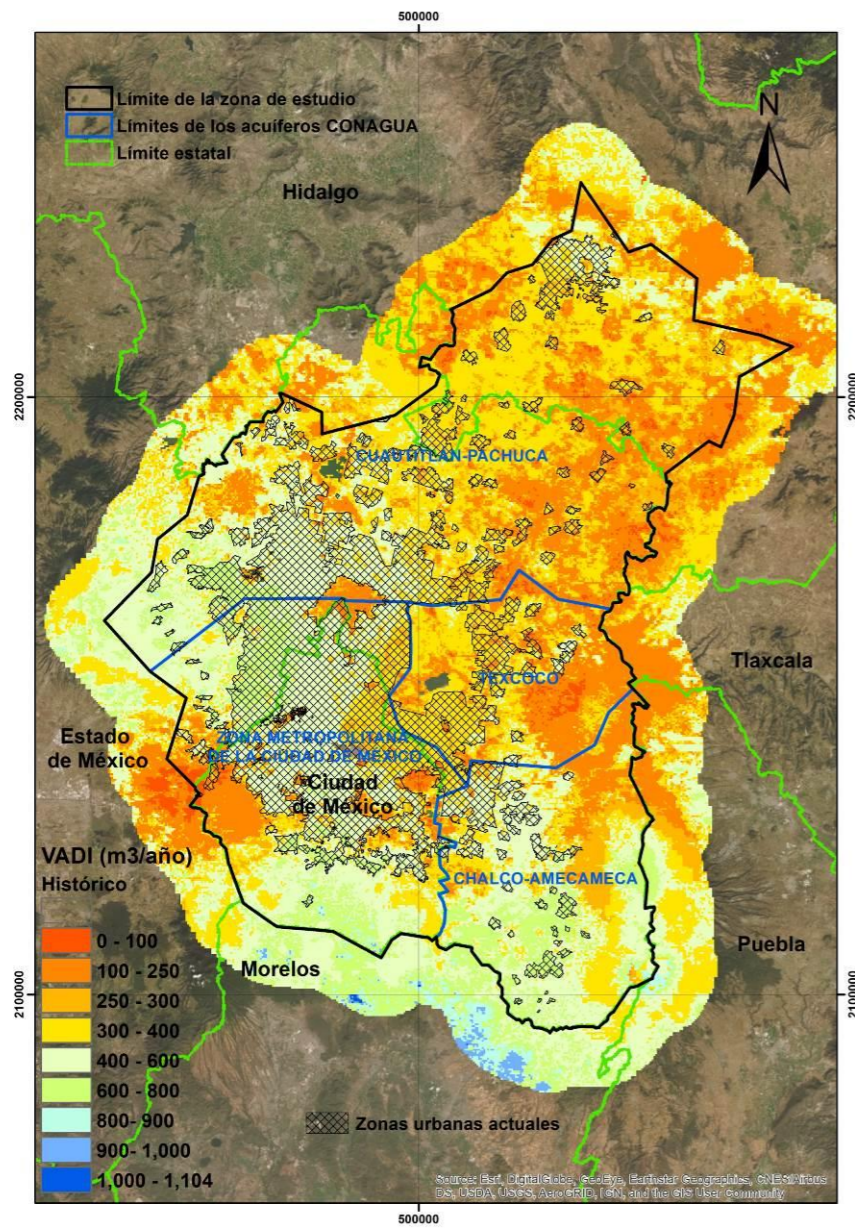 500000
Límite de la zona de estudio
Límites de los acuíferos CONAGUA
Límite estatal
N
Hidalgo
2200000
2200000
CUAUTITLÁN-PACHUCA
Tlaxcala
TEXCOCO
Estado
de México
ZONA METROPOLITANA
DE LA CIUDAD DE MÉXICO
Ciudad
de México
VADI (m3/año)
Histórico
CHALCO-AMECAMECA
0 - 100
100 - 250
250 - 300
300 - 400
400 - 600
600 - 800
800- 900
900- 1,000
1,000 - 1,104
Puebla
Morelos
2100000
2100000
Zonas urbanas actuales
Source: Esri, DigitalGlobe, GeoEye, Earthstar Geographics, CNES/Airbus
DS, USDA, USGS, AeroGRID, IGN, and the GIS User Community
500000